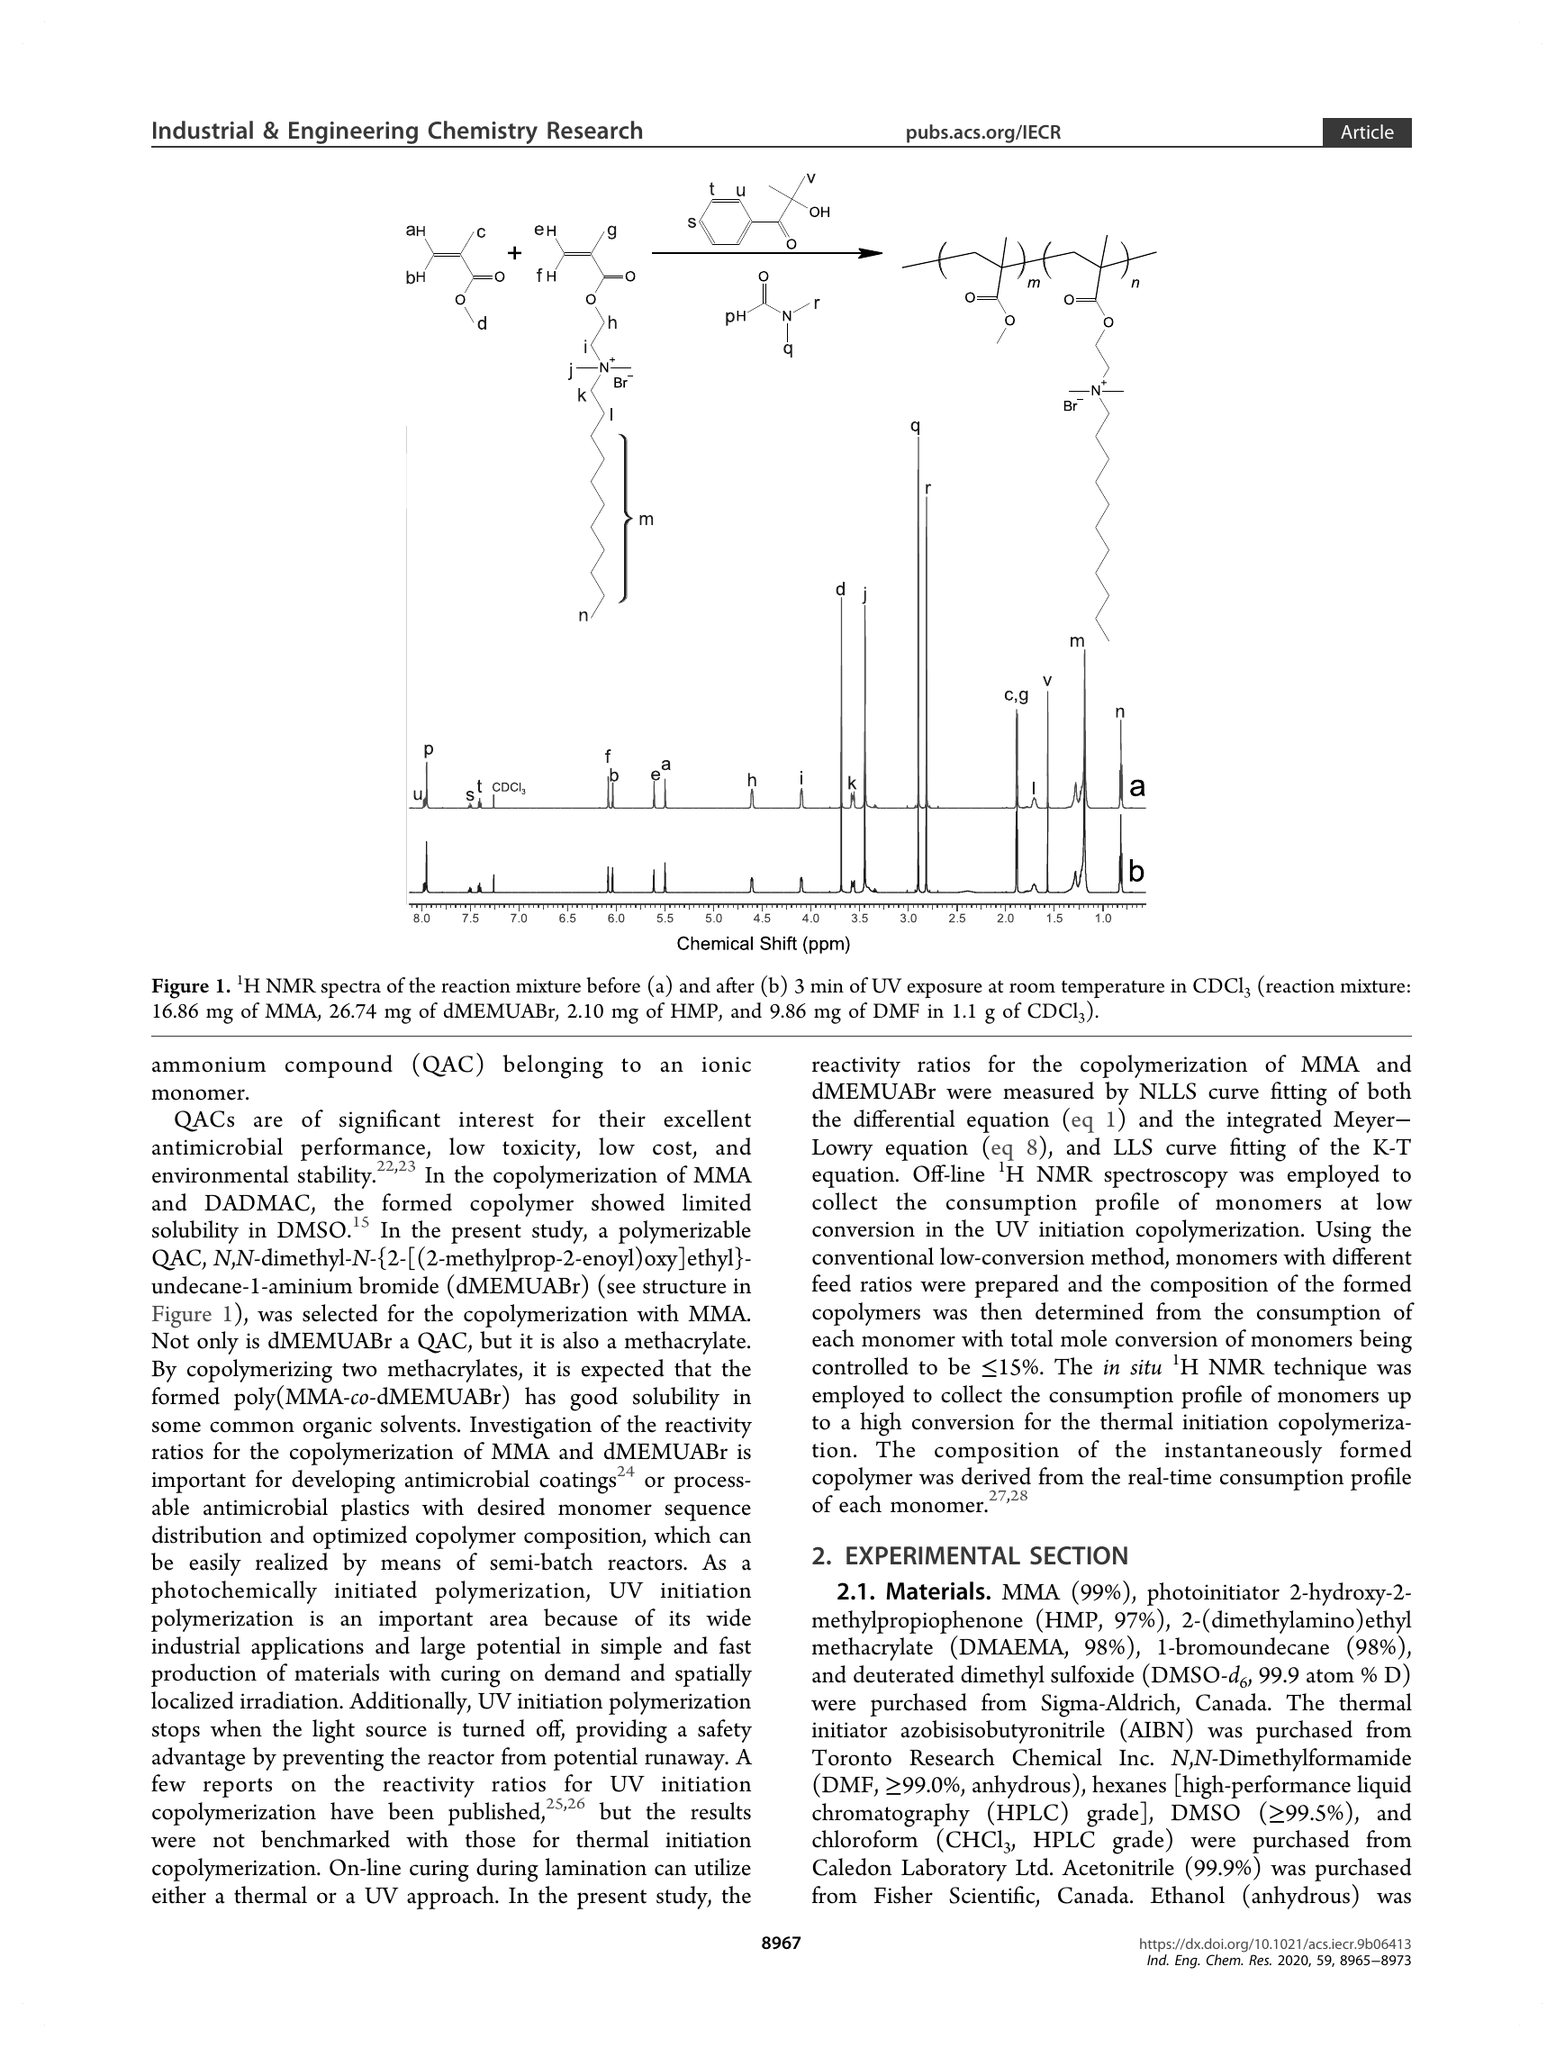 Industrial & Engineering Chemistry Research
pubs.acs.org/IECR
Article
aH
c
bH
O
O
d
+
eH
g
f H
O
O
h
i
j
N+
Br−
k
l
m
n
t
u
v
s
OH
O
O
pH
N
r
q
m
n
O
O
O
O
N+
Br−
q
r
d
j
m
v
c,g
n
p
f
b
e
a
h
i
k
l
u
s
t
CDCl3
a
b
8.0 7.5 7.0 6.5 6.0 5.5 5.0 4.5 4.0 3.5 3.0 2.5 2.0 1.5 1.0
Chemical Shift (ppm)
Figure 1. 1H NMR spectra of the reaction mixture before (a) and after (b) 3 min of UV exposure at room temperature in CDCl3 (reaction mixture:
16.86 mg of MMA, 26.74 mg of dMEMUABr, 2.10 mg of HMP, and 9.86 mg of DMF in 1.1 g of CDCl3).
ammonium compound (QAC) belonging to an ionic
monomer.
QACs are of significant interest for their excellent
antimicrobial performance, low toxicity, low cost, and
environmental stability.22,23 In the copolymerization of MMA
and DADMAC, the formed copolymer showed limited
solubility in DMSO.15 In the present study, a polymerizable
QAC, N,N-dimethyl-N-{2-[(2-methylprop-2-enoyl)oxy]ethyl}-
undecane-1-aminium bromide (dMEMUABr) (see structure in
Figure 1), was selected for the copolymerization with MMA.
Not only is dMEMUABr a QAC, but it is also a methacrylate.
By copolymerizing two methacrylates, it is expected that the
formed poly(MMA-co-dMEMUABr) has good solubility in
some common organic solvents. Investigation of the reactivity
ratios for the copolymerization of MMA and dMEMUABr is
important for developing antimicrobial coatings24 or process-
able antimicrobial plastics with desired monomer sequence
distribution and optimized copolymer composition, which can
be easily realized by means of semi-batch reactors. As a
photochemically initiated polymerization, UV initiation
polymerization is an important area because of its wide
industrial applications and large potential in simple and fast
production of materials with curing on demand and spatially
localized irradiation. Additionally, UV initiation polymerization
stops when the light source is turned off, providing a safety
advantage by preventing the reactor from potential runaway. A
few reports on the reactivity ratios for UV initiation
copolymerization have been published,25,26 but the results
were not benchmarked with those for thermal initiation
copolymerization. On-line curing during lamination can utilize
either a thermal or a UV approach. In the present study, the
reactivity ratios for the copolymerization of MMA and
dMEMUABr were measured by NLLS curve fitting of both
the differential equation (eq 1) and the integrated Meyer−
Lowry equation (eq 8), and LLS curve fitting of the K-T
equation. Off-line 1H NMR spectroscopy was employed to
collect the consumption profile of monomers at low
conversion in the UV initiation copolymerization. Using the
conventional low-conversion method, monomers with different
feed ratios were prepared and the composition of the formed
copolymers was then determined from the consumption of
each monomer with total mole conversion of monomers being
controlled to be ≤15%. The in situ 1H NMR technique was
employed to collect the consumption profile of monomers up
to a high conversion for the thermal initiation copolymeriza-
tion. The composition of the instantaneously formed
copolymer was derived from the real-time consumption profile
of each monomer.27,28
2. EXPERIMENTAL SECTION
2.1. Materials. MMA (99%), photoinitiator 2-hydroxy-2-
methylpropiophenone (HMP, 97%), 2-(dimethylamino)ethyl
methacrylate (DMAEMA, 98%), 1-bromoundecane (98%),
and deuterated dimethyl sulfoxide (DMSO-d6, 99.9 atom % D)
were purchased from Sigma-Aldrich, Canada. The thermal
initiator azobisisobutyronitrile (AIBN) was purchased from
Toronto Research Chemical Inc. N,N-Dimethylformamide
(DMF, ≥99.0%, anhydrous), hexanes [high-performance liquid
chromatography (HPLC) grade], DMSO (≥99.5%), and
chloroform (CHCl3, HPLC grade) were purchased from
Caledon Laboratory Ltd. Acetonitrile (99.9%) was purchased
from Fisher Scientific, Canada. Ethanol (anhydrous) was
8967
https://dx.doi.org/10.1021/acs.iecr.9b06413
Ind. Eng. Chem. Res. 2020, 59, 8965−8973